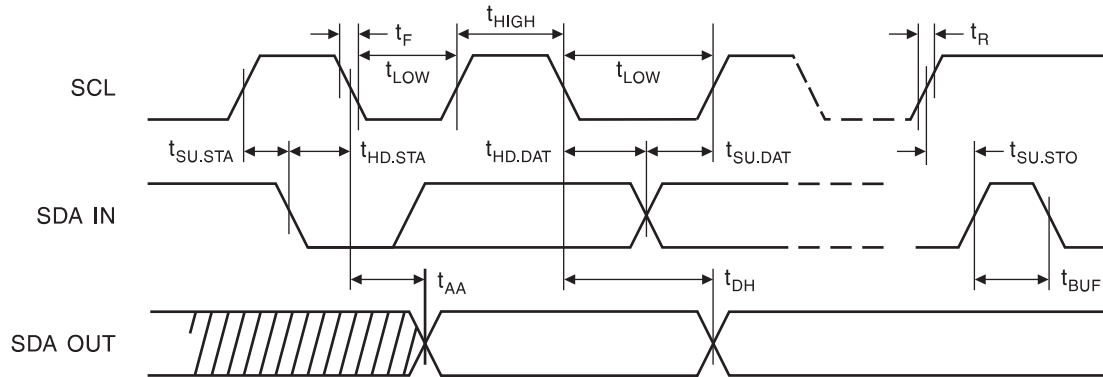 tHIGH
tF
tR
tLOW
tLOW
SCL
tSU.STA
tHD.STA
tHD.DAT
tSU.DAT
tSU.STO
SDA IN
tAA
tDH
tBUF
SDA OUT